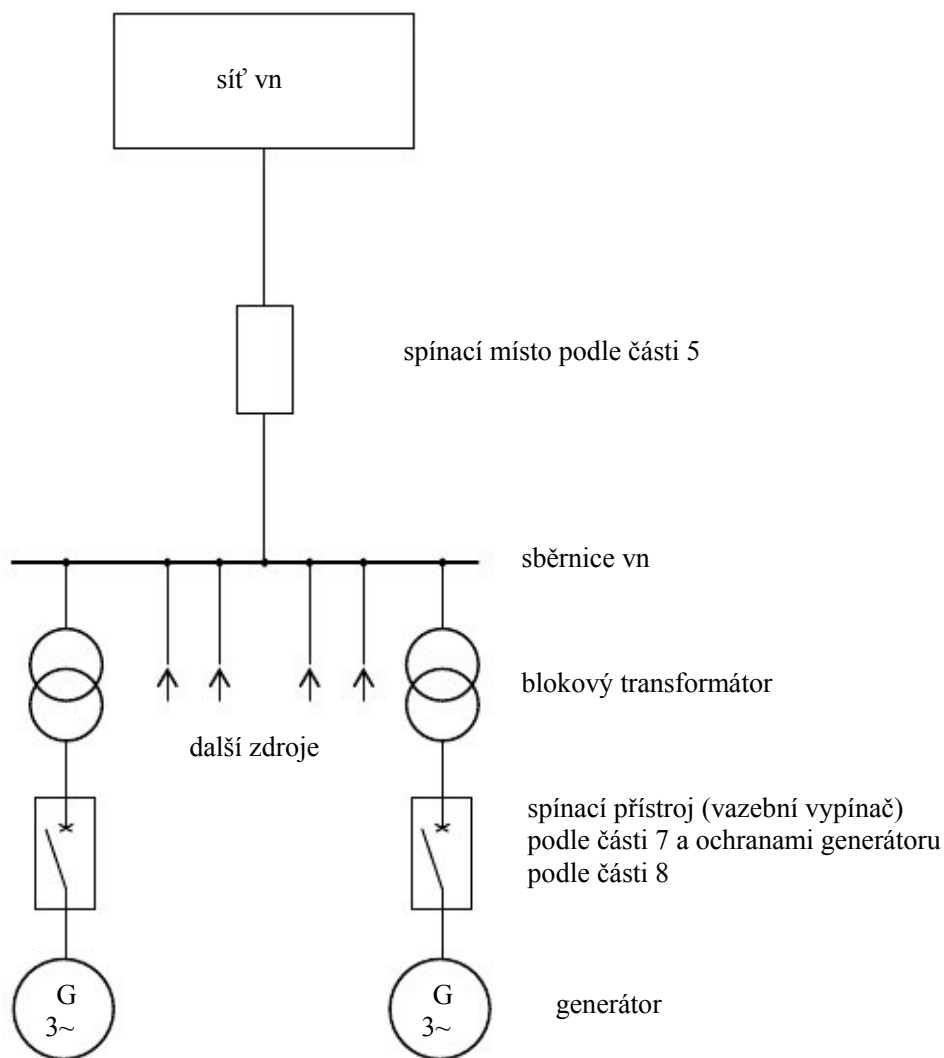 síť vn
spínací místo podle části 5
sběrnice vn
blokový transformátor
další zdroje
spínací přístroj (vazební vypínač)
podle části 7 a ochranami generátoru
podle části 8
G
3~
G
3~
generátor